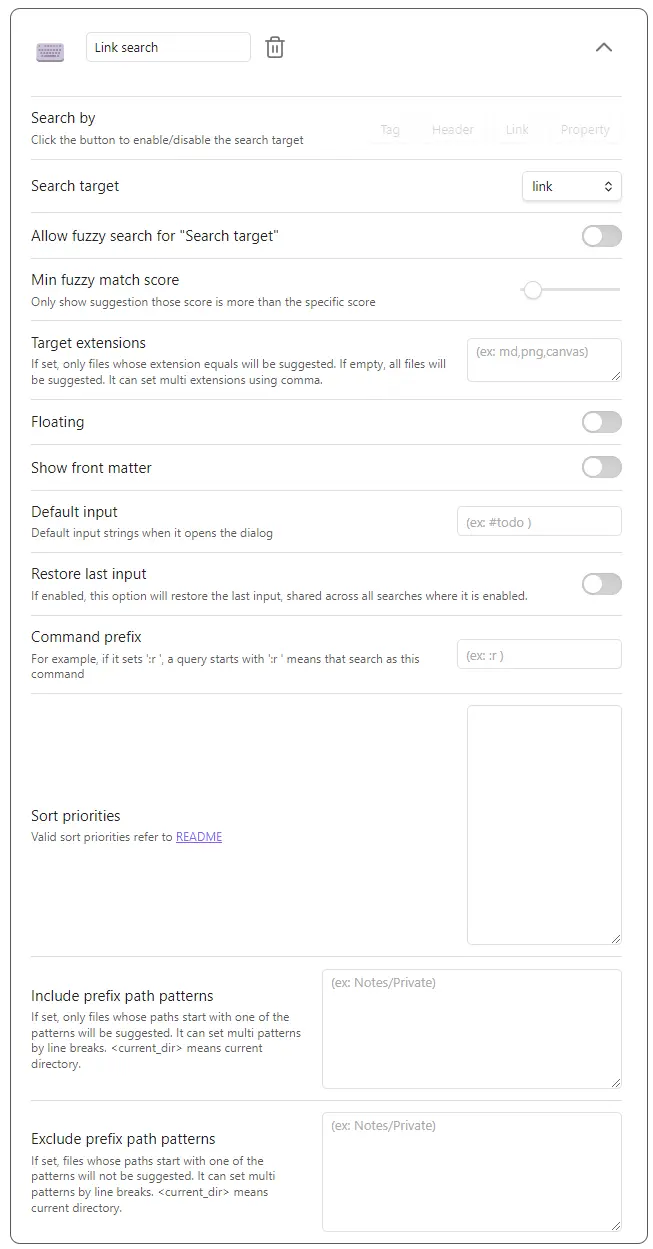 Link search
Search by
Click the button to enable/disable the search target
Tag Header Link Property
Search target
link
Allow fuzzy search for "Search target"
Min fuzzy match score
Only show suggestion those score is more than the specific score
Target extensions
If set, only files whose extension equals will be suggested. If empty, all files will
be suggested. It can set multi extensions using comma.
(ex: md,png,canvas)
Floating
Show front matter
Default input
Default input strings when it opens the dialog
(ex: #todo )
Restore last input
If enabled, this option will restore the last input, shared across all searches where it is enabled.
Command prefix
For example, if it sets ':r ', a query starts with ':r ' means that search as this
command
(ex: :r )
Sort priorities
Valid sort priorities refer to README
Include prefix path patterns
If set, only files whose paths start with one of the
patterns will be suggested. It can set multi patterns
by line breaks. <current_dir> means current
directory.
(ex: Notes/Private)
Exclude prefix path patterns
If set, files whose paths start with one of the
patterns will not be suggested. It can set multi
patterns by line breaks. <current_dir> means
current directory.
(ex: Notes/Private)